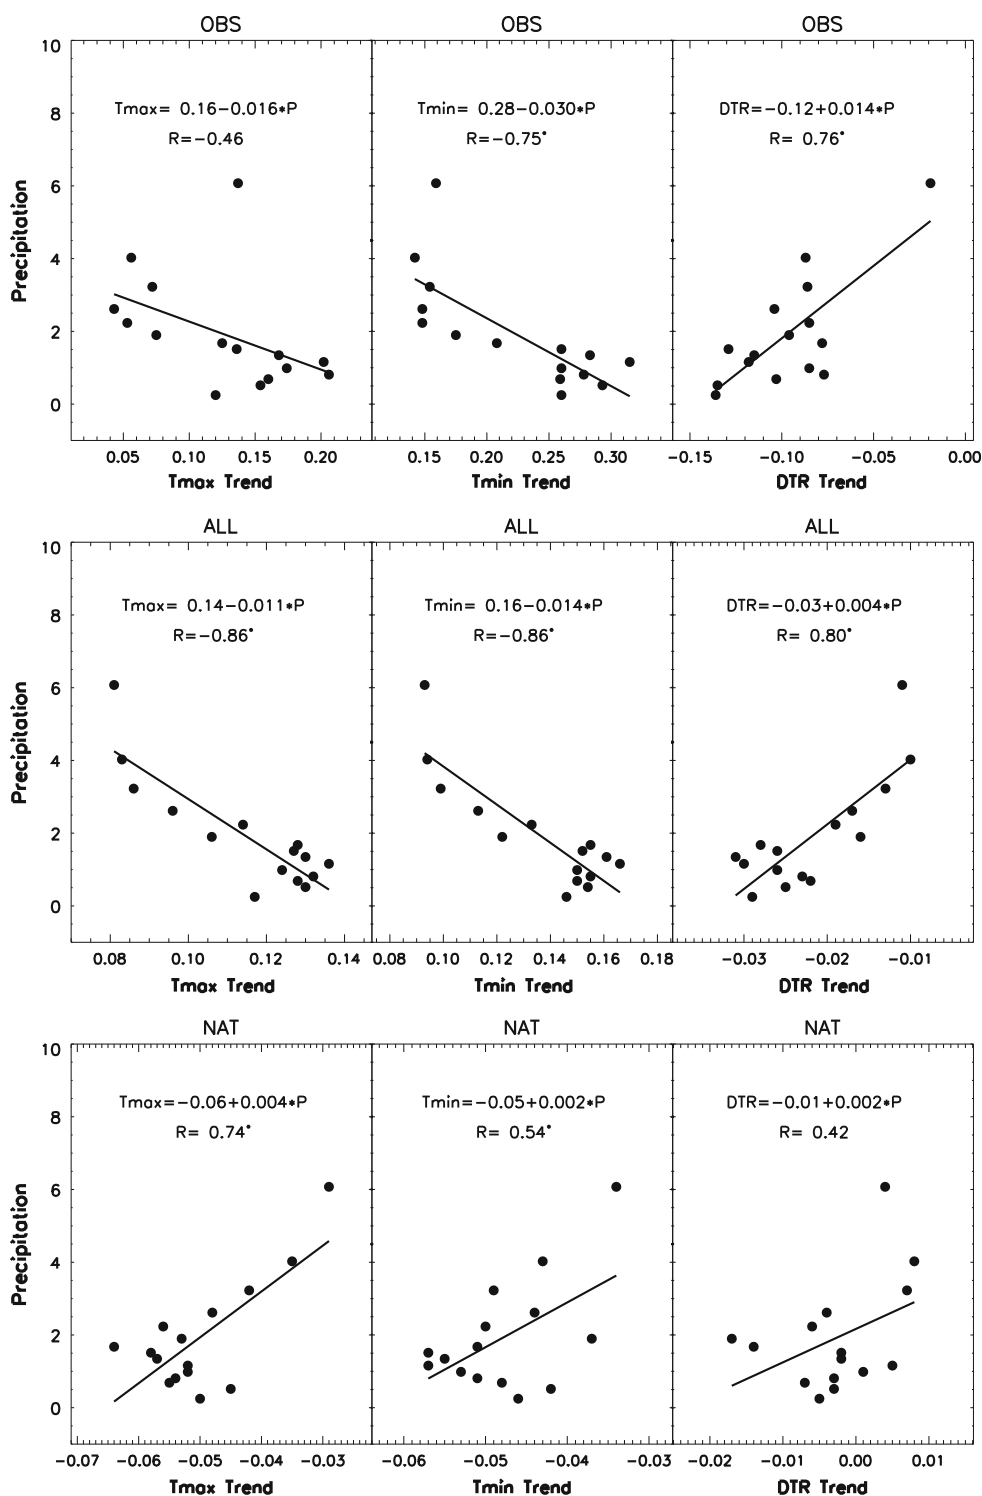 OBS OBS OBS
10
8
6
4
2
0
Precipitation
Tmax= 0.16−0.016*P
R=−0.46
Tmin= 0.28−0.030*P
R=−0.75*
DTR=−0.12+0.014*P
R= 0.76*
0.05 0.10 0.15 0.20 0.15 0.20 0.25 0.30 −0.15 −0.10 −0.05 0.00
Tmax Trend Tmin Trend DTR Trend
ALL ALL ALL
10
8
6
4
2
0
Precipitation
Tmax= 0.14−0.011*P
R=−0.86*
Tmin= 0.16−0.014*P
R=−0.86*
DTR=−0.03+0.004*P
R= 0.80*
0.08 0.10 0.12 0.14 0.08 0.10 0.12 0.14 0.16 0.18 −0.03 −0.02 −0.01
Tmax Trend Tmin Trend DTR Trend
NAT NAT NAT
10
8
6
4
2
0
Precipitation
Tmax=−0.06+0.004*P
R= 0.74*
Tmin=−0.05+0.002*P
R= 0.54*
DTR=−0.01+0.002*P
R= 0.42
−0.07 −0.06 −0.05 −0.04 −0.03 −0.06 −0.05 −0.04 −0.03 −0.02 −0.01 0.00 0.01
Tmax Trend Tmin Trend DTR Trend